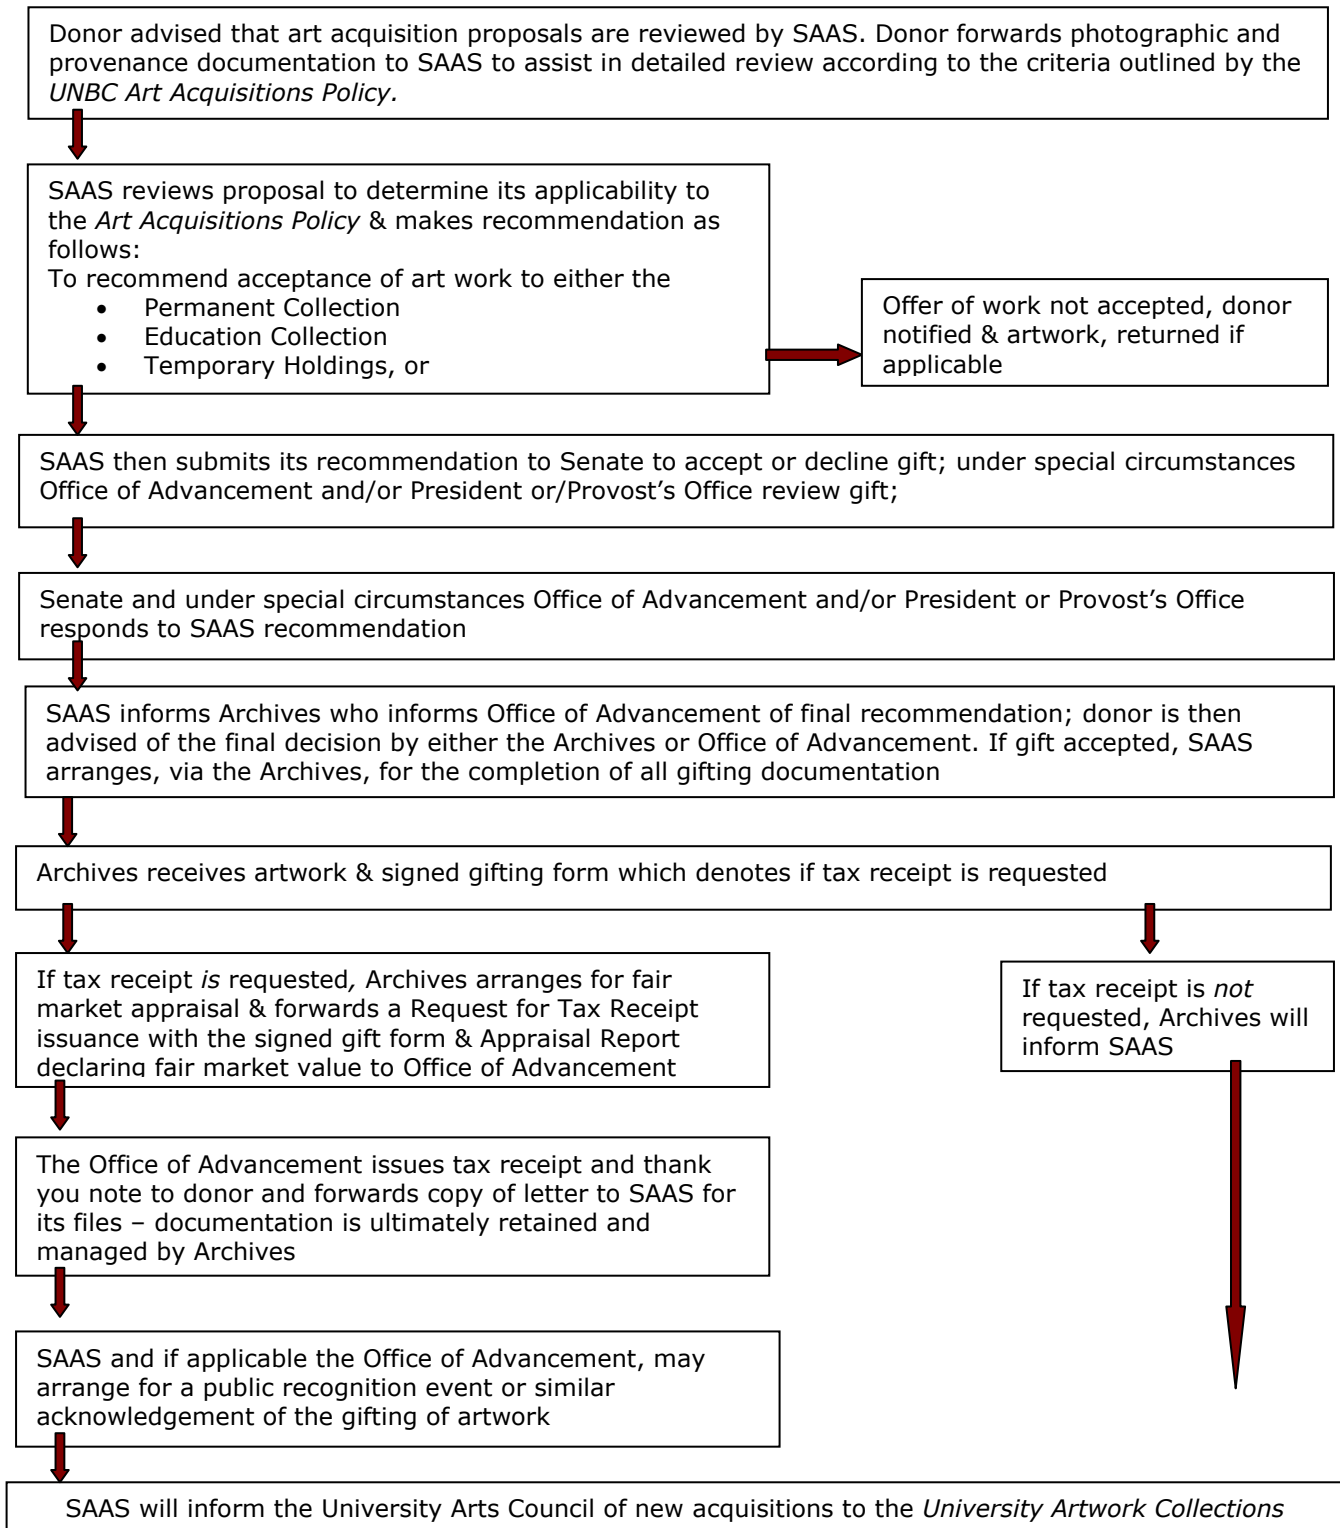 Donor advised that art acquisition proposals are reviewed by SAAS. Donor forwards photographic and
provenance documentation to SAAS to assist in detailed review according to the criteria outlined by the
UNBC Art Acquisitions Policy.
SAAS reviews proposal to determine its applicability to
the Art Acquisitions Policy & makes recommendation as
follows:
To recommend acceptance of art work to either the
• Permanent Collection
• Education Collection
• Temporary Holdings, or
Offer of work not accepted, donor
notified & artwork, returned if
applicable
SAAS then submits its recommendation to Senate to accept or decline gift; under special circumstances
Office of Advancement and/or President or/Provost’s Office review gift;
Senate and under special circumstances Office of Advancement and/or President or Provost’s Office
responds to SAAS recommendation
SAAS informs Archives who informs Office of Advancement of final recommendation; donor is then
advised of the final decision by either the Archives or Office of Advancement. If gift accepted, SAAS
arranges, via the Archives, for the completion of all gifting documentation
Archives receives artwork & signed gifting form which denotes if tax receipt is requested
If tax receipt is requested, Archives arranges for fair
market appraisal & forwards a Request for Tax Receipt
issuance with the signed gift form & Appraisal Report
declaring fair market value to Office of Advancement
If tax receipt is not
requested, Archives will
inform SAAS
The Office of Advancement issues tax receipt and thank
you note to donor and forwards copy of letter to SAAS for
its files – documentation is ultimately retained and
managed by Archives
SAAS and if applicable the Office of Advancement, may
arrange for a public recognition event or similar
acknowledgement of the gifting of artwork
SAAS will inform the University Arts Council of new acquisitions to the University Artwork Collections